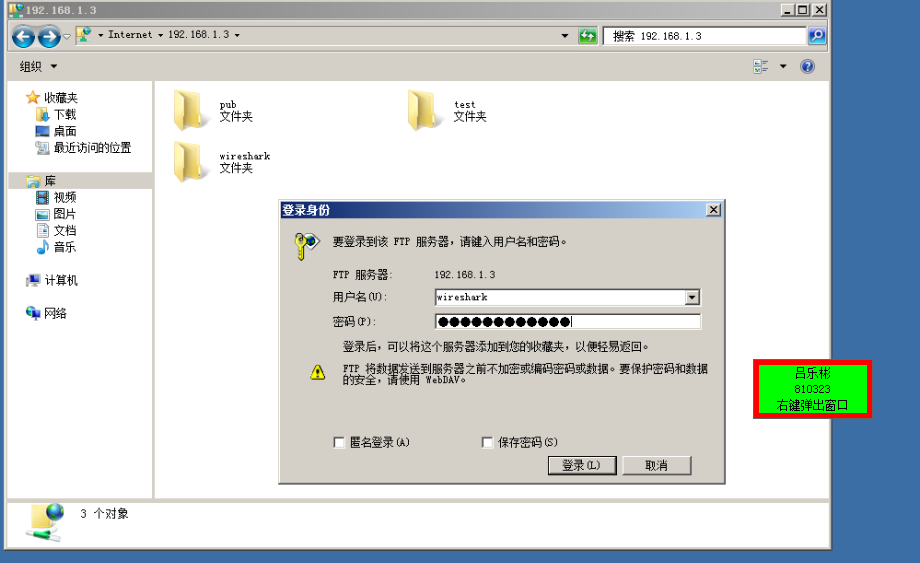 192.168.1.3
Internet 192.168.1.3
搜索 192.168.1.3
组织
收藏夹
下载
桌面
最近访问的位置
库
视频
图片
文档
音乐
计算机
网络
pub
文件夹
test
文件夹
wireshark
文件夹
登录身份
要登录到该 FTP 服务器，请键入用户名和密码。
FTP 服务器: 192.168.1.3
用户名(U): wireshark
密码(P): ●●●●●●●●●●●●
登录后，可以将这个服务器添加到您的收藏夹，以便轻易返回。
FTP 将数据发送到服务器之前不加密或编码密码或数据。要保护密码和数据
的安全，请使用 WebDAV。
匿名登录(A) 保存密码(S)
登录(L) 取消
吕乐彬
810323
右键弹出窗口
3 个对象